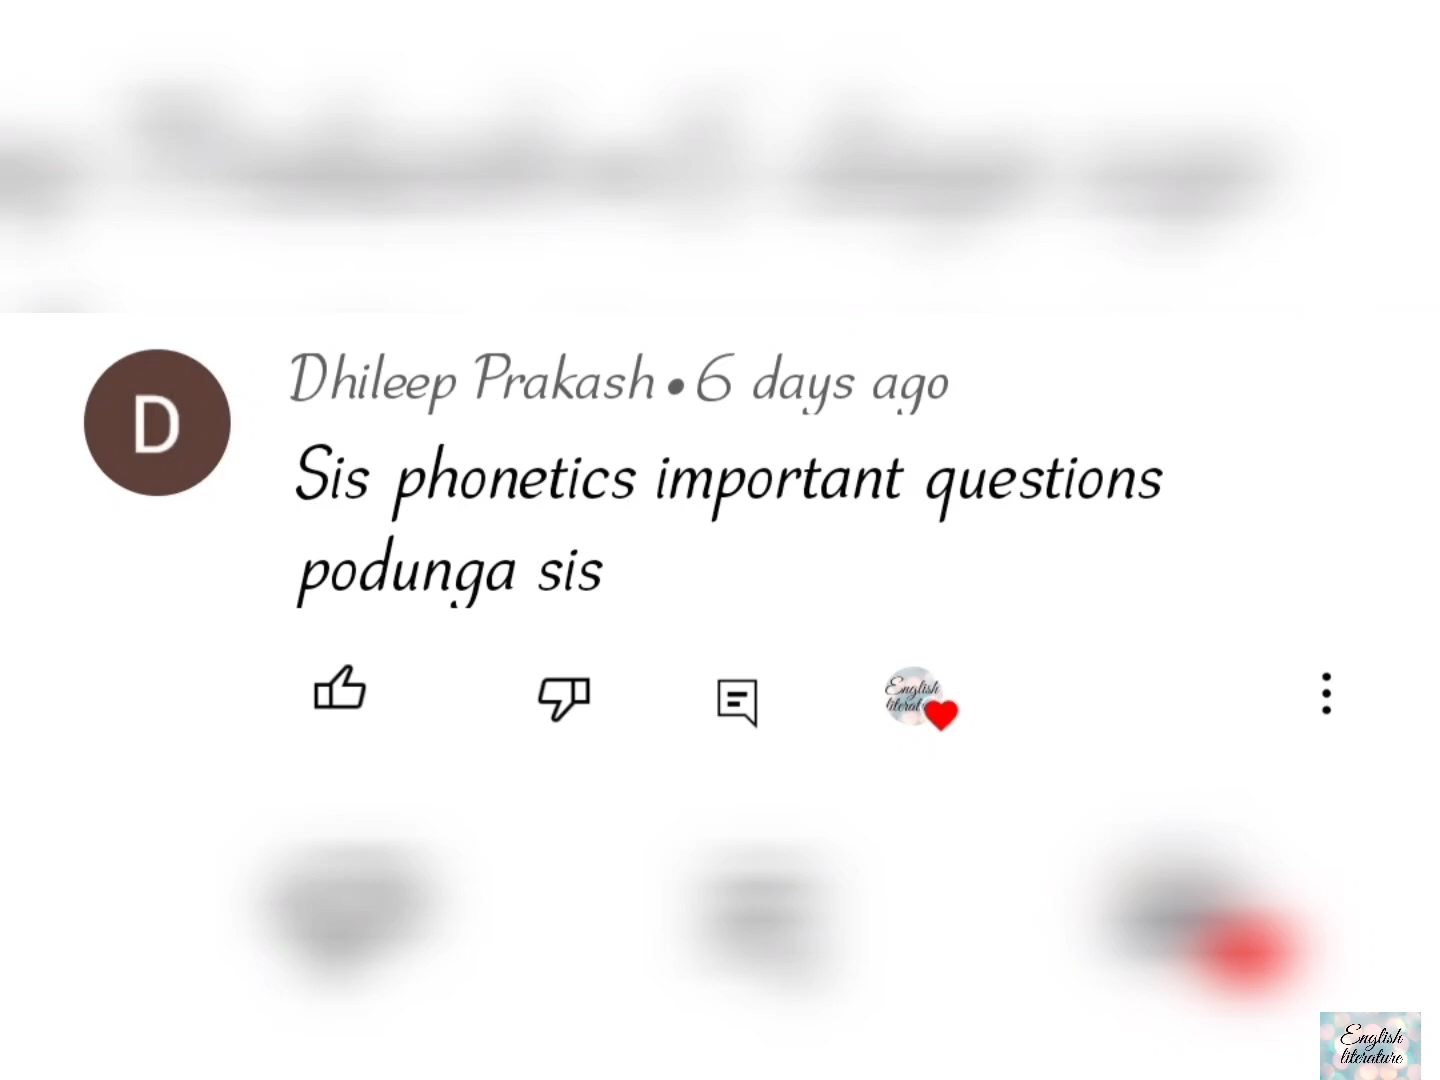 D
Dhileep Prakash • 6 days ago
Sis phonetics important questions
podunga sis
English
literature